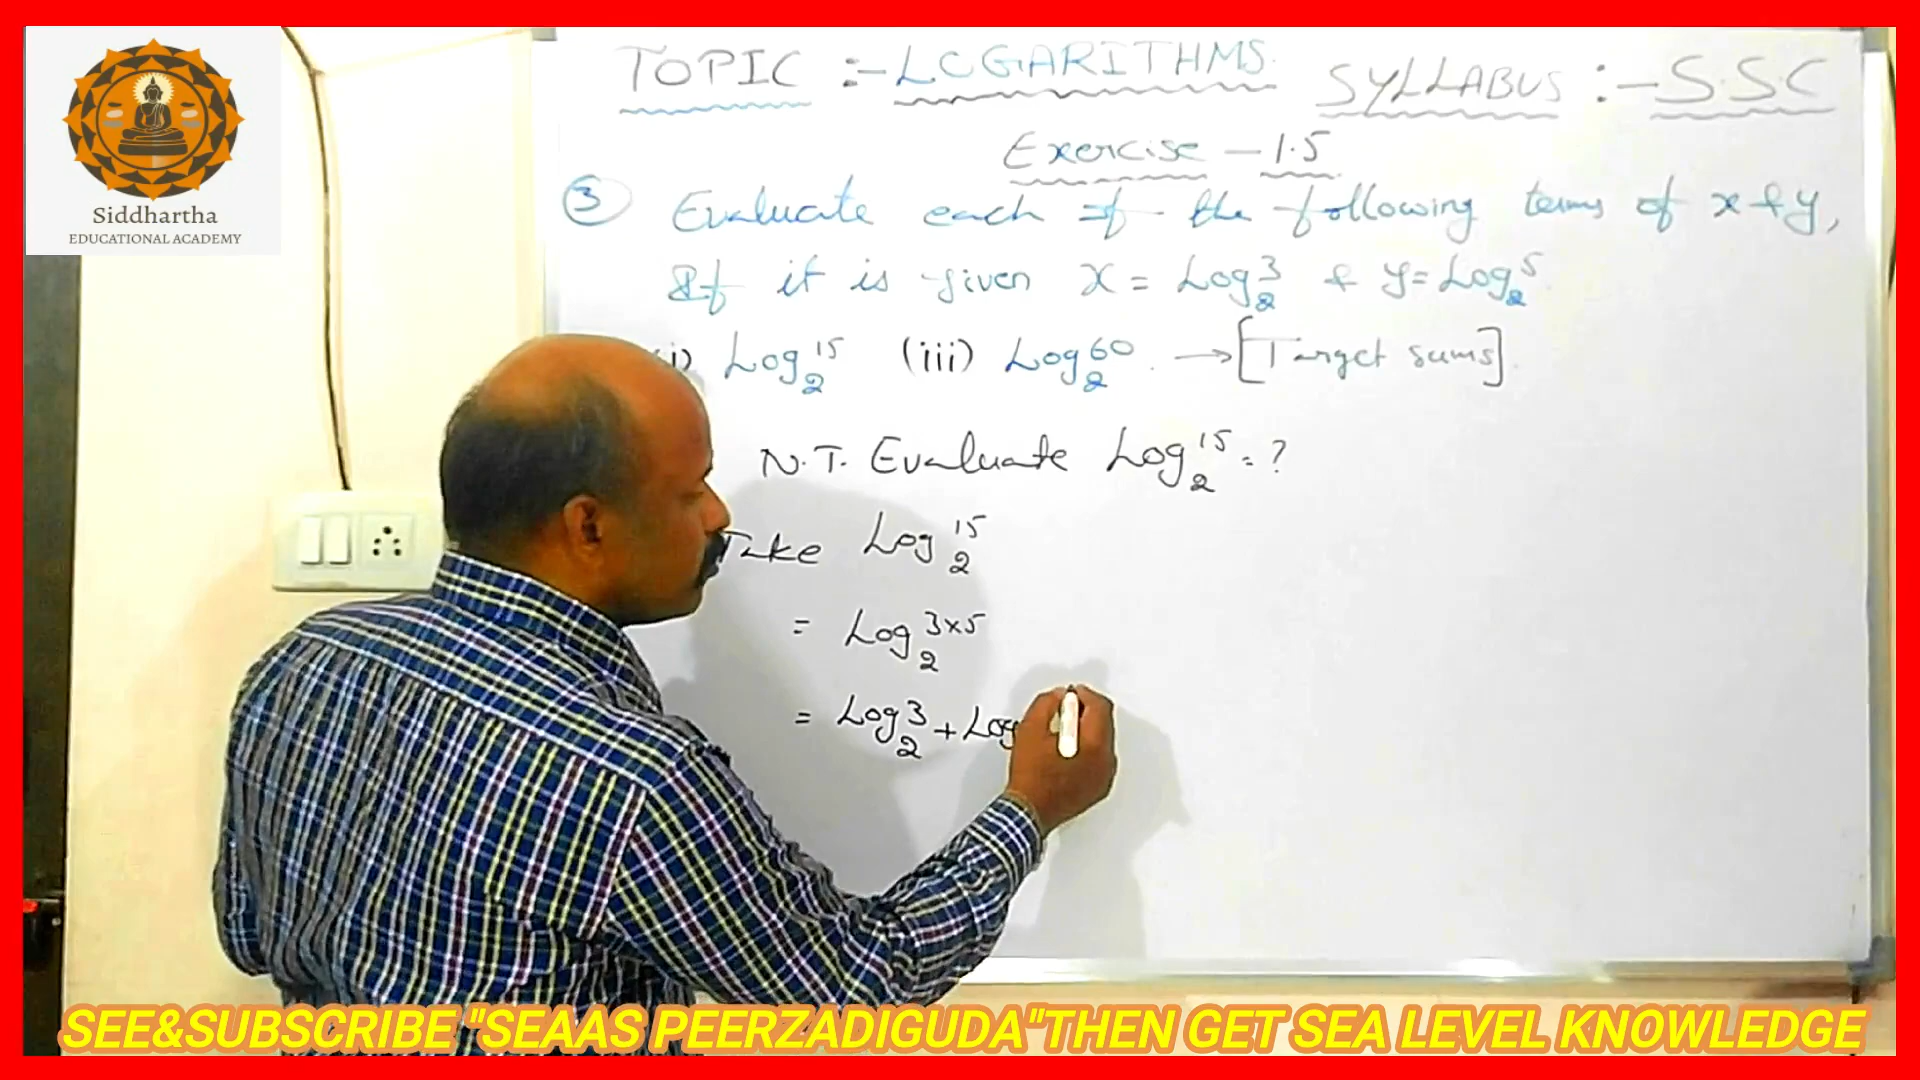 Siddhartha
EDUCATIONAL ACADEMY
TOPIC :- LOGARITHMS. SYLLABUS :- S.S.C
Exercise - 1.5
③ Evaluate each of the following terms of x & y,
If it is given x = Log₂3 & y = Log₂5
i) Log₂15 (iii) Log₂60 . → [Target sums].
N.T. Evaluate Log₂15 = ?
Take Log₂15
= Log₂3×5
= Log₂3 + Log
SEE&SUBSCRIBE "SEAAS PEERZADIGUDA"THEN GET SEA LEVEL KNOWLEDGE